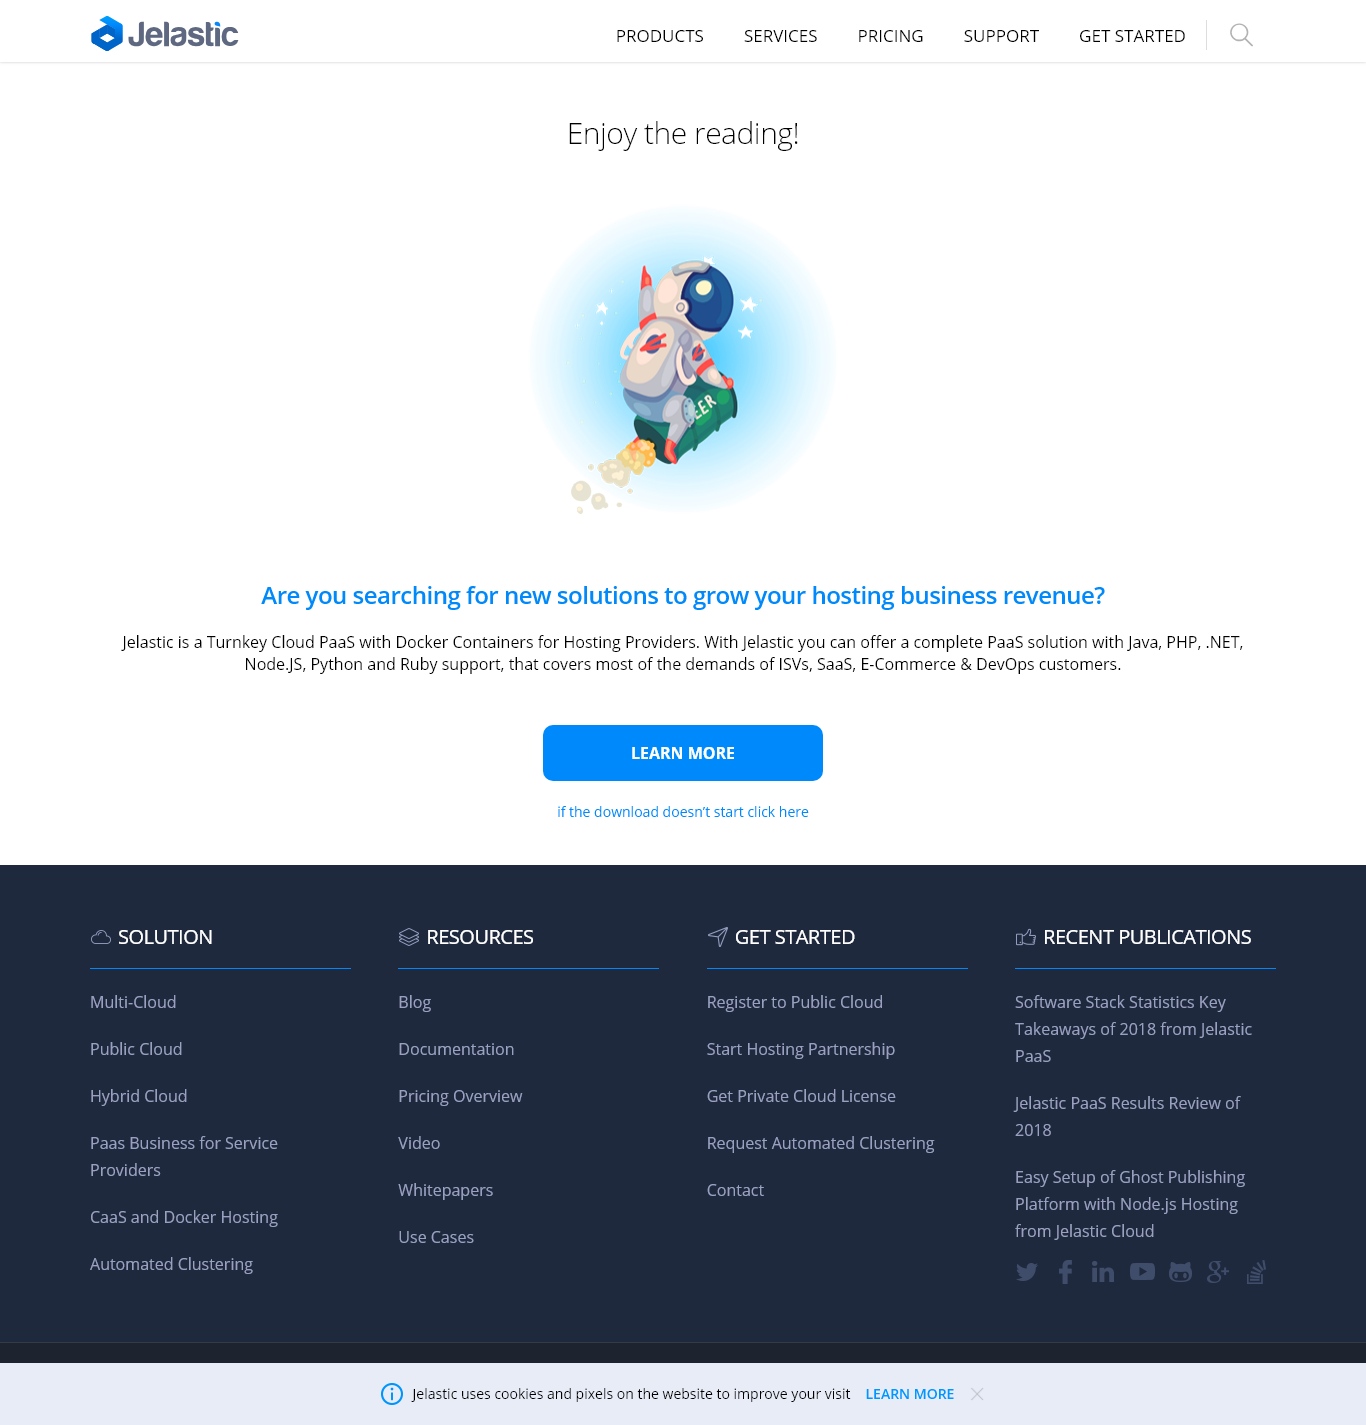 Jelastic
PRODUCTS SERVICES PRICING SUPPORT GET STARTED
Enjoy the reading!
EER
Are you searching for new solutions to grow your hosting business revenue?
Jelastic is a Turnkey Cloud PaaS with Docker Containers for Hosting Providers. With Jelastic you can offer a complete PaaS solution with Java, PHP, .NET,
Node.JS, Python and Ruby support, that covers most of the demands of ISVs, SaaS, E-Commerce & DevOps customers.
LEARN MORE
if the download doesn’t start click here
SOLUTION
Multi-Cloud
Public Cloud
Hybrid Cloud
Paas Business for Service
Providers
CaaS and Docker Hosting
Automated Clustering
RESOURCES
Blog
Documentation
Pricing Overview
Video
Whitepapers
Use Cases
GET STARTED
Register to Public Cloud
Start Hosting Partnership
Get Private Cloud License
Request Automated Clustering
Contact
RECENT PUBLICATIONS
Software Stack Statistics Key
Takeaways of 2018 from Jelastic
PaaS
Jelastic PaaS Results Review of
2018
Easy Setup of Ghost Publishing
Platform with Node.js Hosting
from Jelastic Cloud
Jelastic uses cookies and pixels on the website to improve your visit LEARN MORE